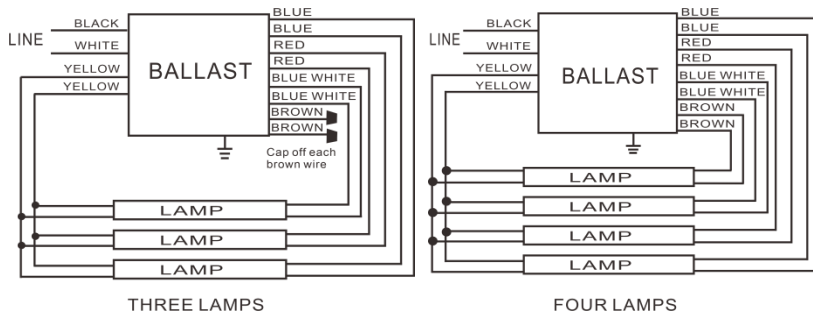 BLUE
BLUE
RED
RED
BLUE WHITE
BLUE WHITE
BROWN
BROWN
LINE
BLACK
WHITE
YELLOW
YELLOW
BALLAST
Cap off each
brown wire
LAMP
LAMP
LAMP
THREE LAMPS
BLUE
BLUE
RED
RED
BLUE WHITE
BLUE WHITE
BROWN
BROWN
LINE
BLACK
WHITE
YELLOW
YELLOW
BALLAST
LAMP
LAMP
LAMP
LAMP
FOUR LAMPS